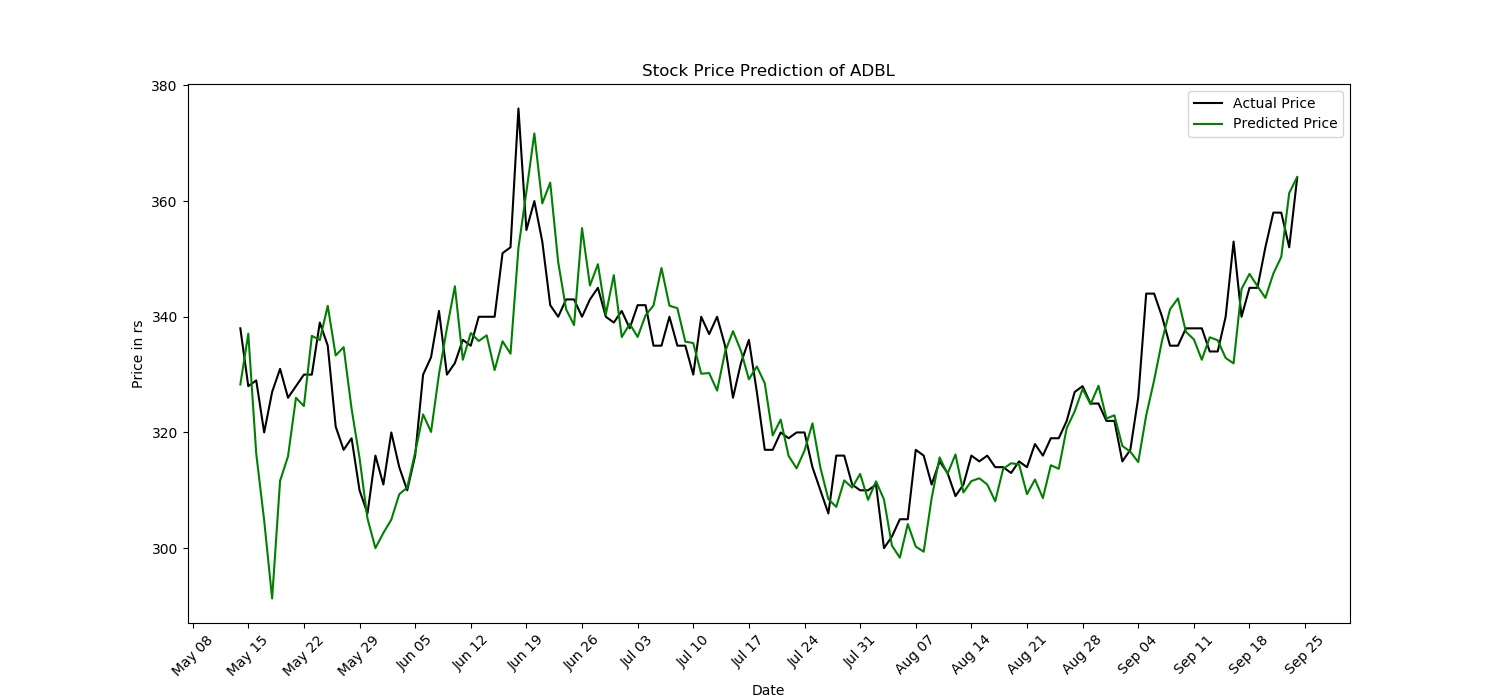 Stock Price Prediction of ADBL
Actual Price
Predicted Price
Price in rs
380
360
340
320
300
May 08
May 15
May 22
May 29
Jun 05
Jun 12
Jun 19
Jun 26
Jul 03
Jul 10
Jul 17
Jul 24
Jul 31
Aug 07
Aug 14
Aug 21
Aug 28
Sep 04
Sep 11
Sep 18
Sep 25
Date